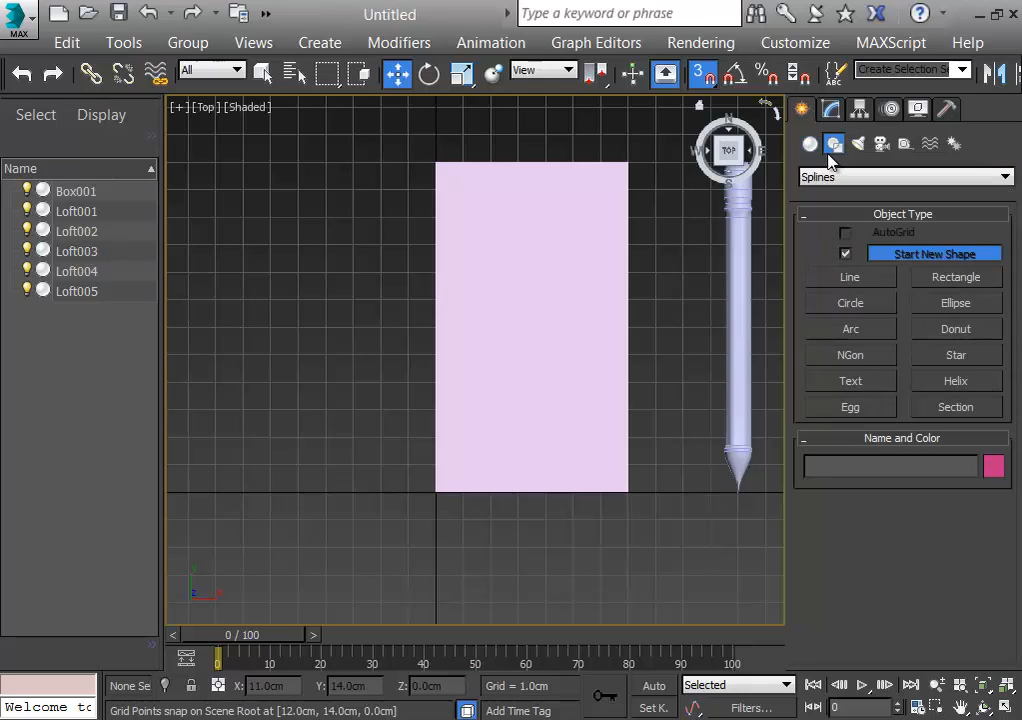 MAX
Untitled
Type a keyword or phrase
Edit Tools Group Views Create Modifiers Animation Graph Editors Rendering Customize MAXScript Help
All
View
3
Create Selection Se
Select Display
[+] [Top] [Shaded]
Name
Box001
Loft001
Loft002
Loft003
Loft004
Loft005
N
W TOP E
S
Splines
Object Type
AutoGrid
Start New Shape
Line Rectangle
Circle Ellipse
Arc Donut
NGon Star
Text Helix
Egg Section
Name and Color
Y
Z X
< 0 / 100 >
0 10 20 30 40 50 60 70 80 90 100
None Se X: 11.0cm Y: 14.0cm Z: 0.0cm Grid = 1.0cm Auto Selected
Welcome to Grid Points snap on Scene Root at [12.0cm, 14.0cm, 0.0cm] Add Time Tag Set K. Filters... 0